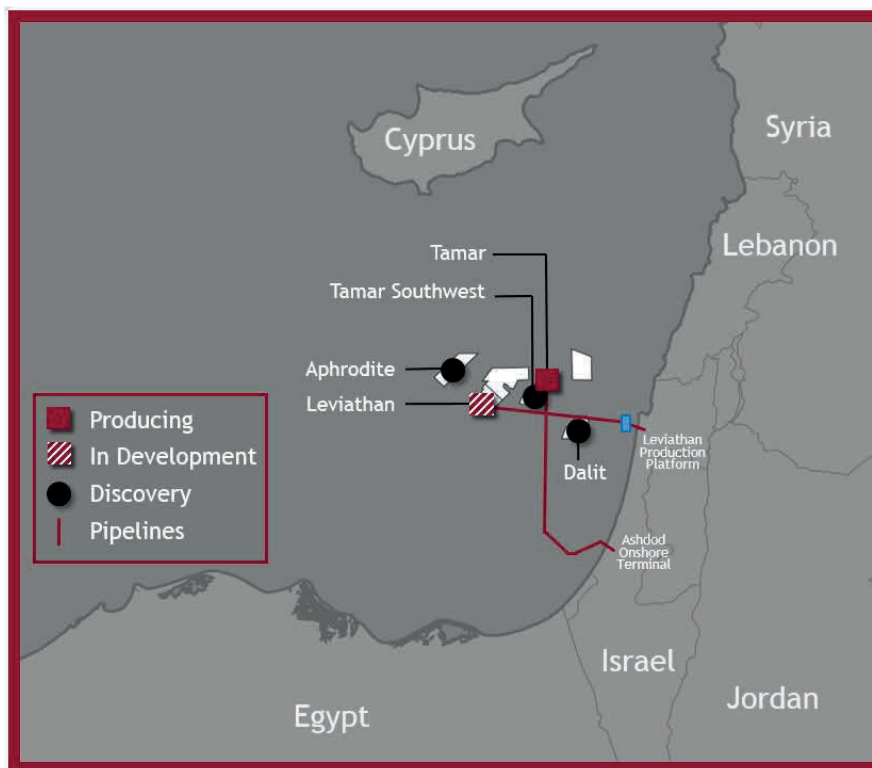 Cyprus
Syria
Lebanon
Tamar
Tamar Southwest
Aphrodite
Leviathan
Producing
In Development
Discovery
Pipelines
Leviathan
Production
Platform
Dalit
Ashdod
Onshore
Terminal
Israel
Jordan
Egypt